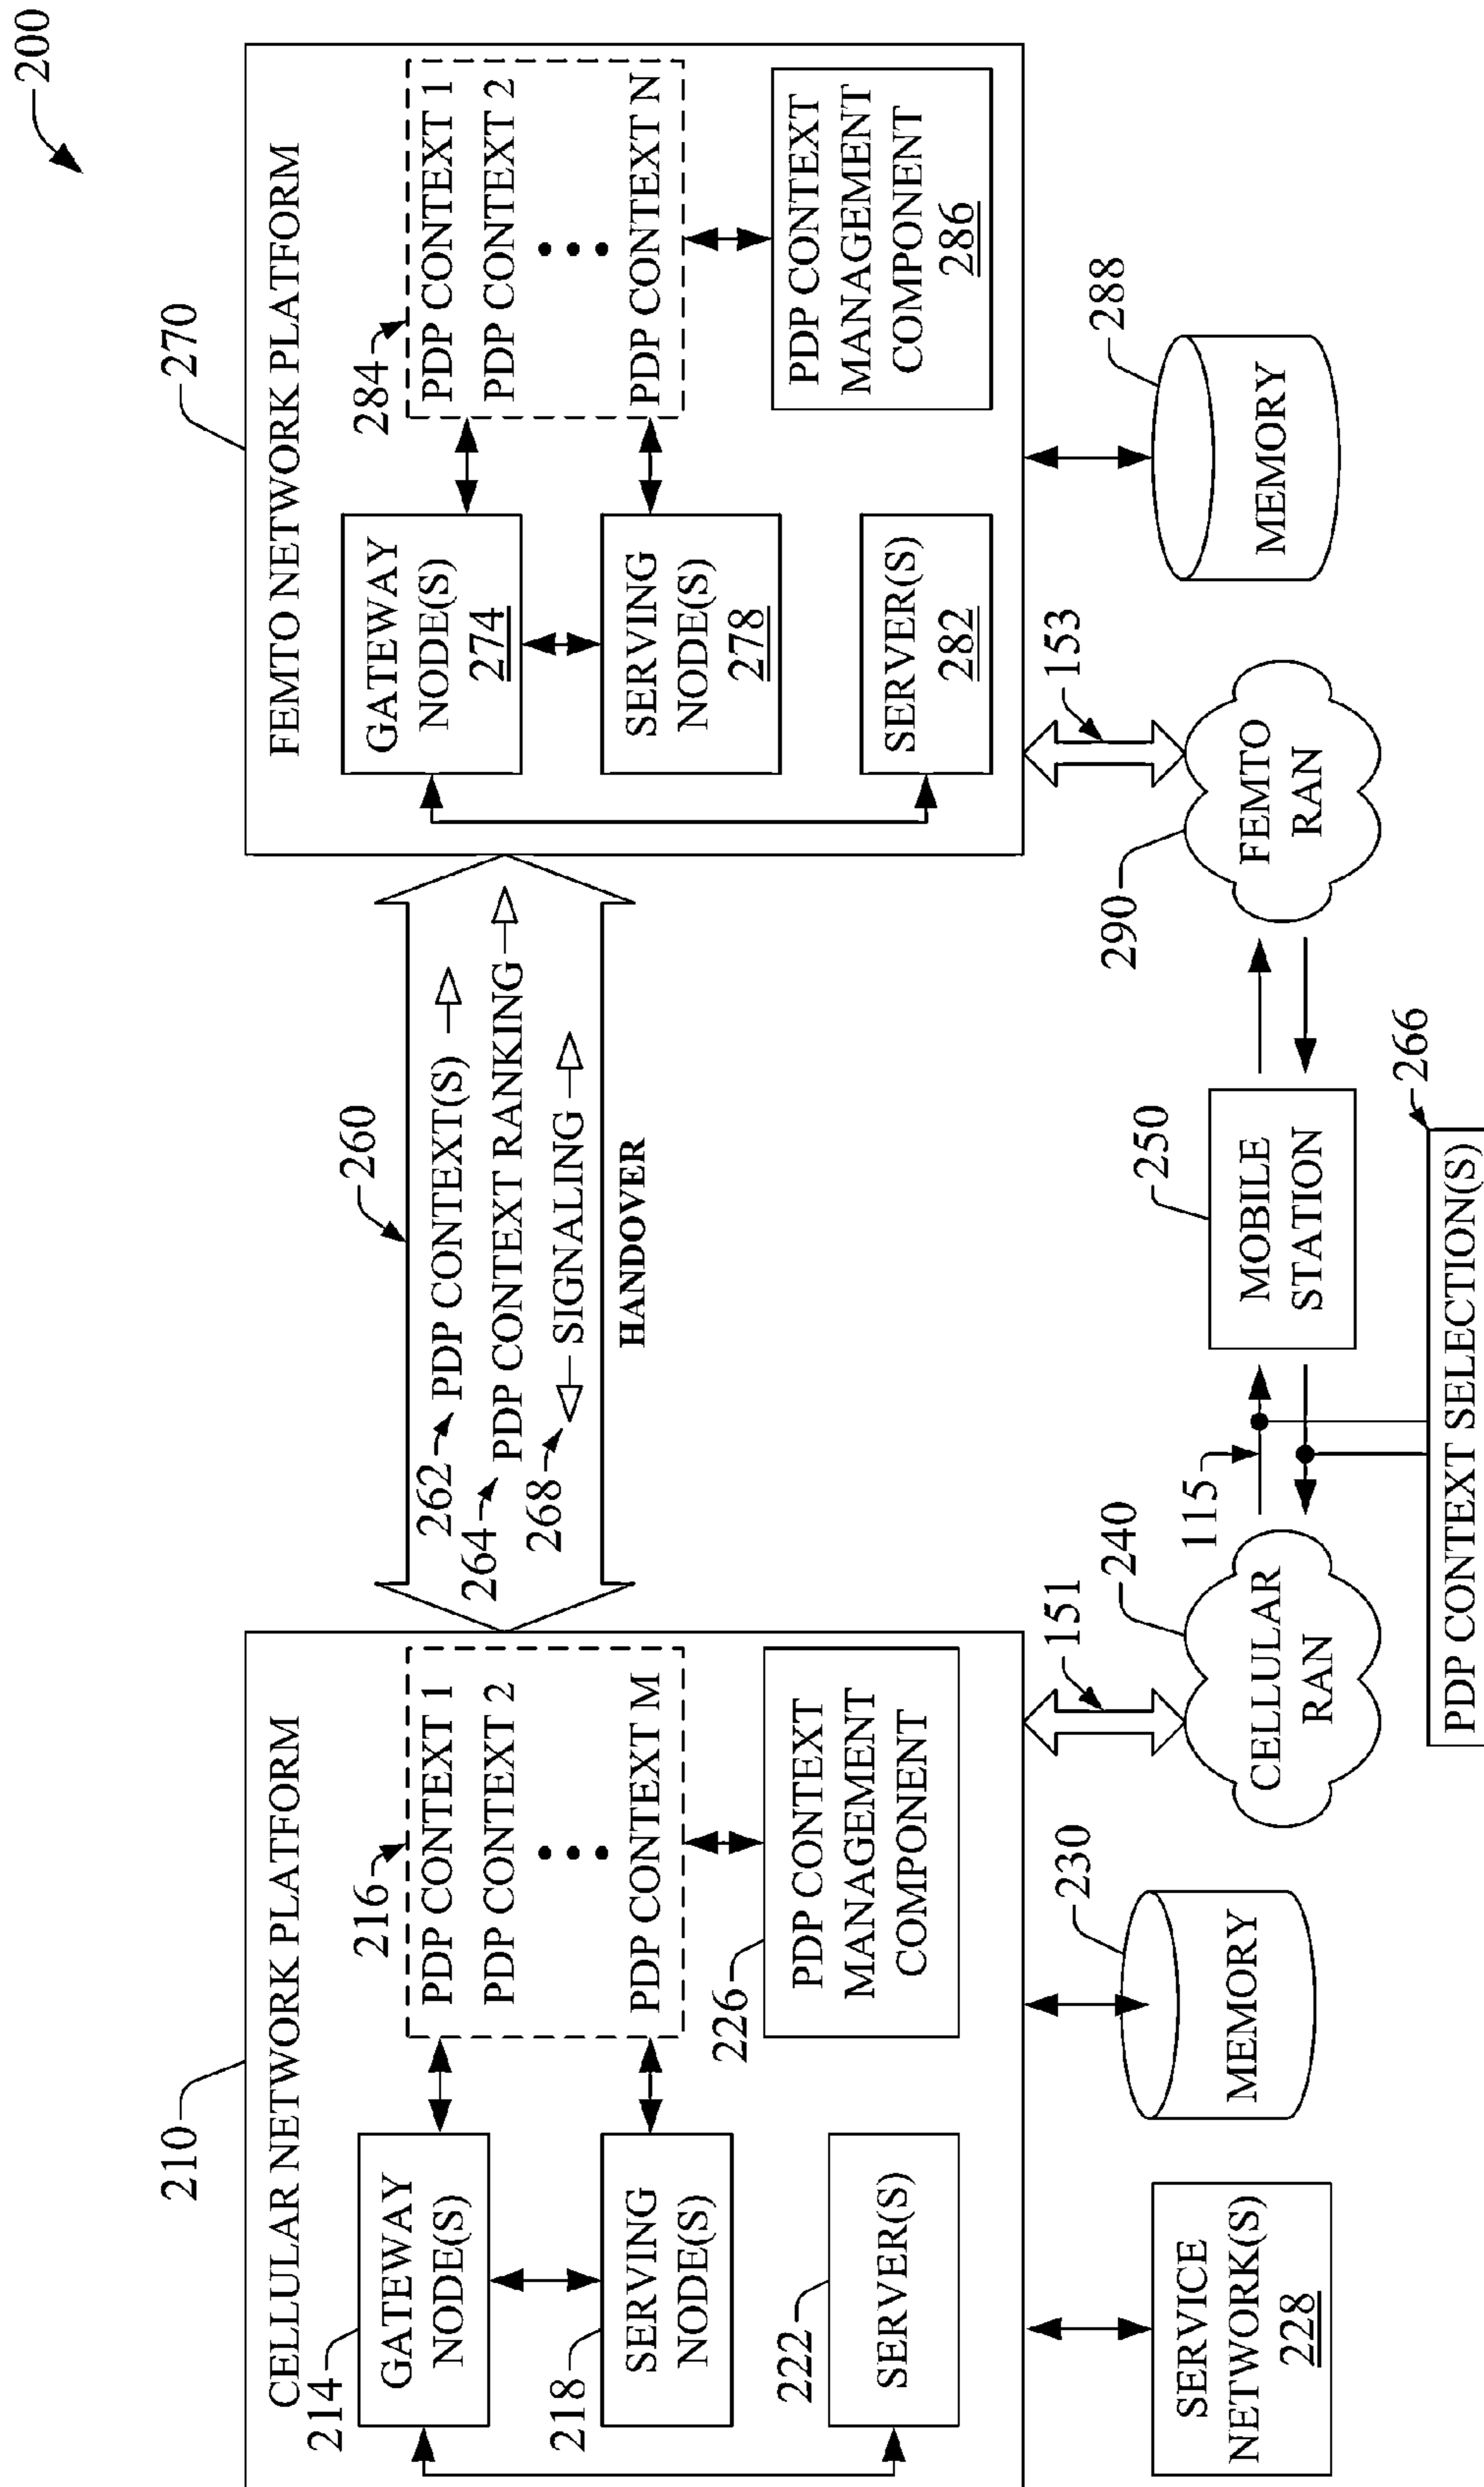 200
210
CELLULAR NETWORK PLATFORM
214
GATEWAY
NODE(S)
218
SERVING
NODE(S)
222
SERVER(S)
216
PDP CONTEXT 1
PDP CONTEXT 2
PDP CONTEXT M
226
PDP CONTEXT
MANAGEMENT
COMPONENT
260
262
PDP CONTEXT(S)
264
PDP CONTEXT RANKING
268
SIGNALING
HANDOVER
270
FEMTO NETWORK PLATFORM
GATEWAY
NODE(S)
274
SERVING
NODE(S)
278
SERVER(S)
282
284
PDP CONTEXT 1
PDP CONTEXT 2
PDP CONTEXT N
PDP CONTEXT
MANAGEMENT
COMPONENT
286
SERVICE
NETWORK(S)
228
230
MEMORY
151
240
CELLULAR
RAN
115
250
MOBILE
STATION
290
FEMTO
RAN
153
288
MEMORY
266
PDP CONTEXT SELECTION(S)